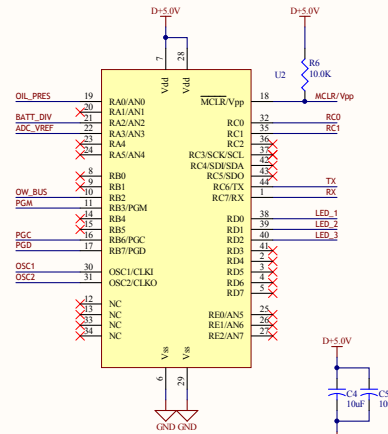 D+5.0V D+5.0V
7 28
Vdd Vdd
R6
10.0K
U2
OIL_PRES 19 RA0/AN0 MCLR/Vpp 18 MCLR/Vpp
20 RA1/AN1
BATT_DIV 21 RA2/AN2 RC0 32 RC0
ADC_VREF 22 RA3/AN3 RC1 35 RC1
23 RA4 RC2 36
24 RA5/AN4 RC3/SCK/SCL 37
RC4/SDI/SDA 42
8 RB0 RC5/SDO 43
9 RB1 RC6/TX 44 TX
OW_BUS 10 RB2 RC7/RX 1 RX
PGM 11 RB3/PGM
14 RB4 RD0 38 LED_1
15 RB5 RD1 39 LED_2
PGC 16 RB6/PGC RD2 40 LED_3
PGD 17 RB7/PGD RD3 41
RD4 2
OSC1 30 OSC1/CLKI RD5 3
OSC2 31 OSC2/CLKO RD6 4
RD7 5
12 NC
13 NC RE0/AN5 25
33 NC RE1/AN6 26
34 NC RE2/AN7 27
Vss Vss
6 29
GND GND
D+5.0V
C4 C5
10uF 10